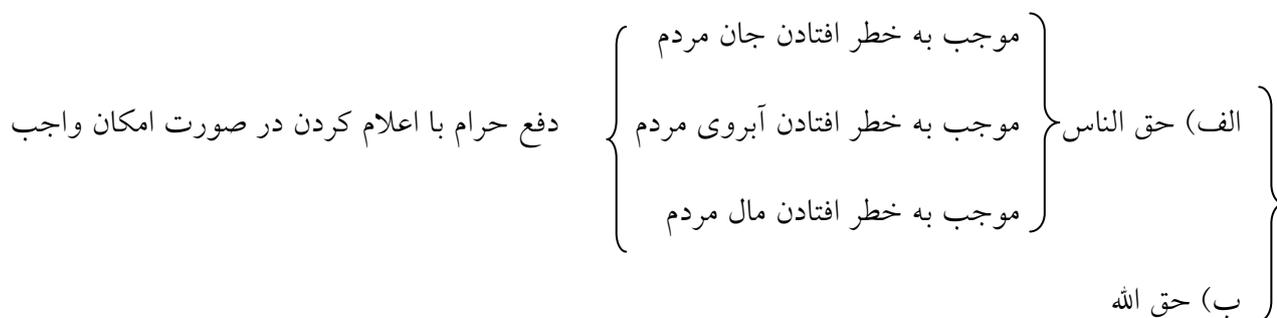 موجب به خطر افتادن جان مردم
الف) حق الناس موجب به خطر افتادن آبروی مردم دفع حرام با اعلام کردن در صورت امکان واجب
موجب به خطر افتادن مال مردم
ب) حق الله